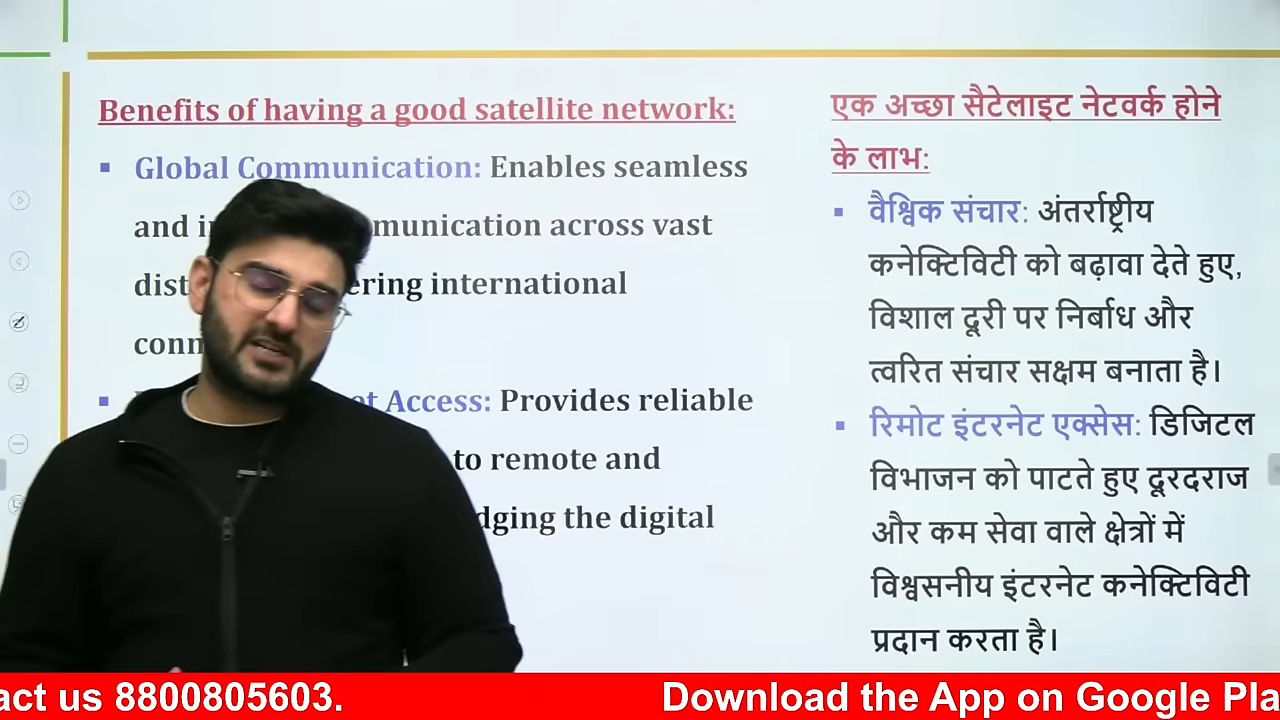 Benefits of having a good satellite network:
▪ Global Communication: Enables seamless
and in munication across vast
dist ering international
conn
▪ et Access: Provides reliable
to remote and
dging the digital
एक अच्छा सैटेलाइट नेटवर्क होने
के लाभ:
▪ वैश्विक संचार: अंतर्राष्ट्रीय
कनेक्टिविटी को बढ़ावा देते हुए,
विशाल दूरी पर निर्बाध और
त्वरित संचार सक्षम बनाता है।
▪ रिमोट इंटरनेट एक्सेस: डिजिटल
विभाजन को पाटते हुए दूरदराज
और कम सेवा वाले क्षेत्रों में
विश्वसनीय इंटरनेट कनेक्टिविटी
प्रदान करता है।
act us 8800805603. Download the App on Google Pla